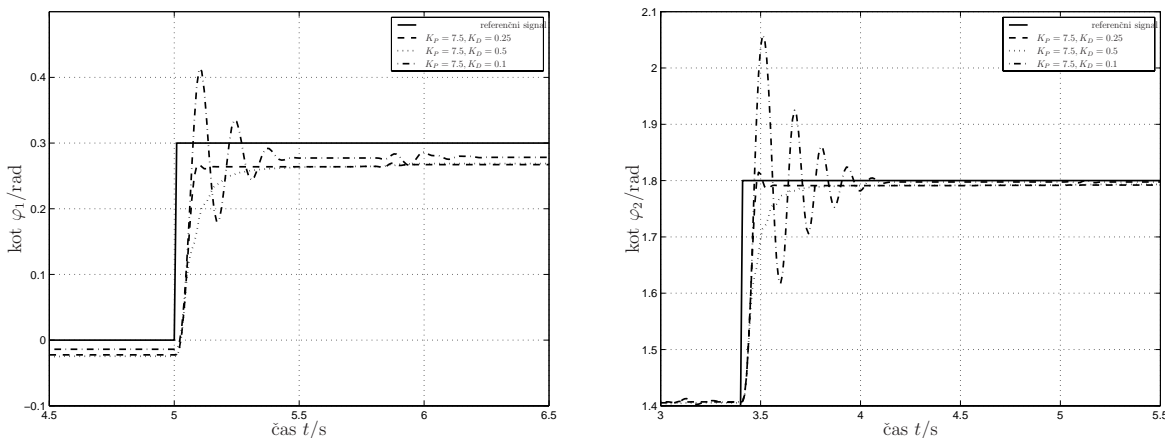 referenčni signal
K_P = 7.5, K_D = 0.25
K_P = 7.5, K_D = 0.5
K_P = 7.5, K_D = 0.1
kot φ₁/rad
0.4
0.3
0.2
0.1
0
−0.1
4.5 5 5.5 6 6.5
čas t/s
referenčni signal
K_P = 7.5, K_D = 0.25
K_P = 7.5, K_D = 0.5
K_P = 7.5, K_D = 0.1
kot φ₂/rad
2.1
2
1.9
1.8
1.7
1.6
1.5
1.4
3 3.5 4 4.5 5 5.5
čas t/s